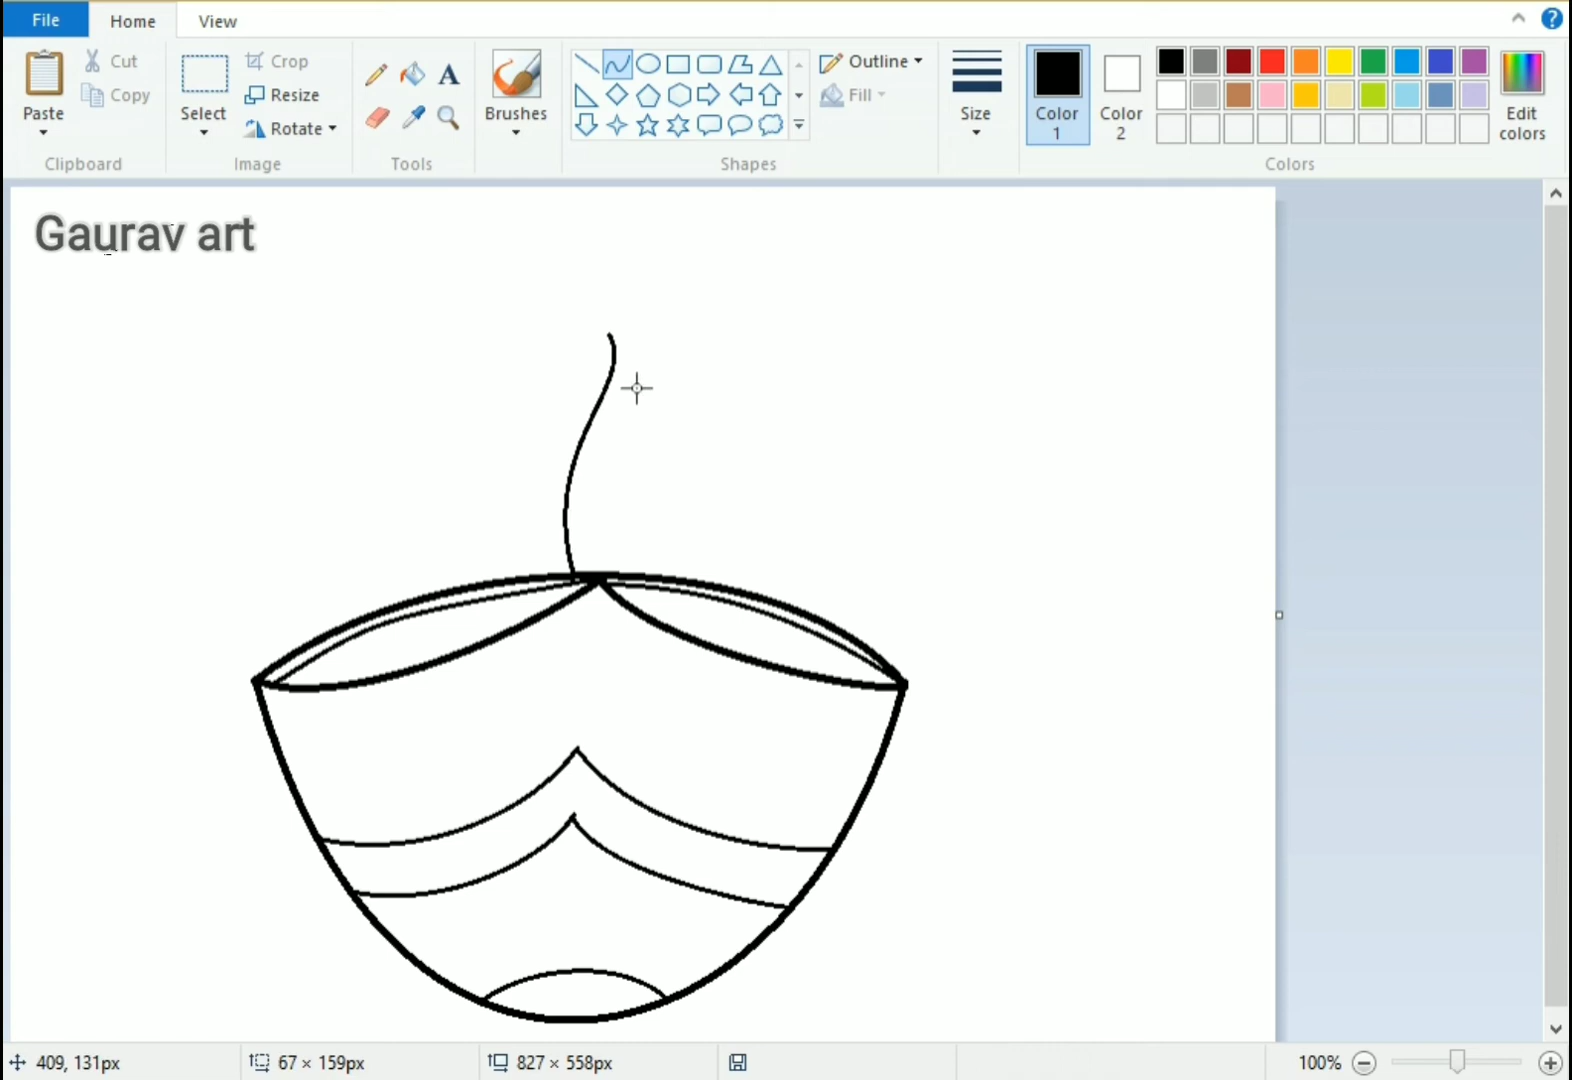 File Home View
Paste
Cut
Copy
Clipboard
Select
Crop
Resize
Rotate
Image
Tools
A
Brushes
Shapes
Outline
Fill
Size
Color 1
Color 2
Edit colors
Colors
?
Gaurav art
409, 131px 67 × 159px 827 × 558px 100%